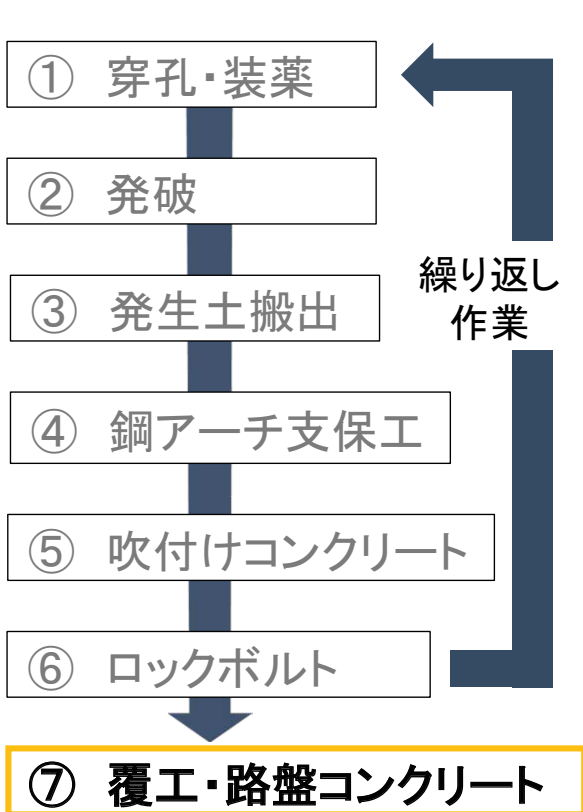 ① 穿孔・装薬
② 発破
③ 発生土搬出
繰り返し
作業
④ 鋼アーチ支保工
⑤ 吹付けコンクリート
⑥ ロックボルト
⑦ 覆工・路盤コンクリート